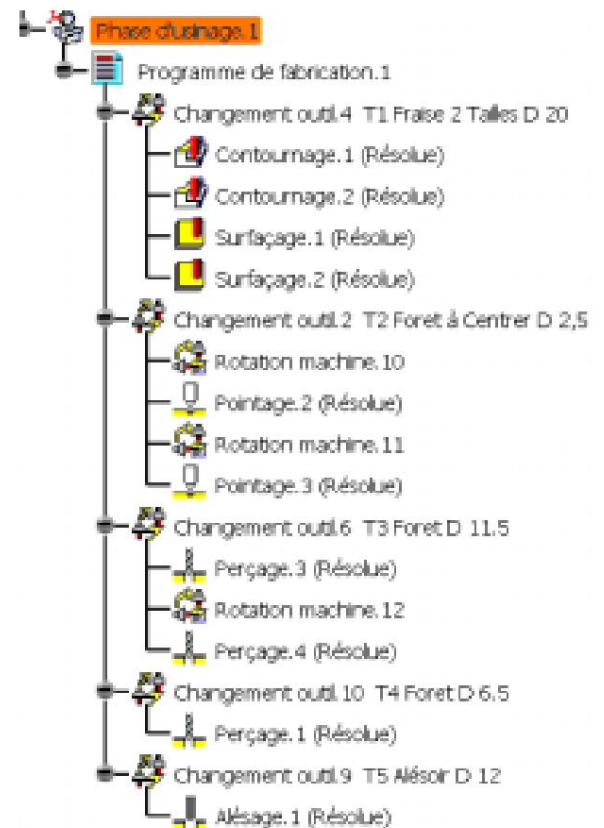 Phase d'usinage.1
Programme de fabrication.1
Changement outil.4 T1 Fraise 2 Tailles D 20
Contournage.1 (Résolue)
Contournage.2 (Résolue)
Surfaçage.1 (Résolue)
Surfaçage.2 (Résolue)
Changement outil.2 T2 Foret à Centrer D 2,5
Rotation machine.10
Pointage.2 (Résolue)
Rotation machine.11
Pointage.3 (Résolue)
Changement outil.6 T3 Foret D 11.5
Perçage.3 (Résolue)
Rotation machine.12
Perçage.4 (Résolue)
Changement outil.10 T4 Foret D 6.5
Perçage.1 (Résolue)
Changement outil.9 T5 Alésoir D 12
Alésage.1 (Résolue)